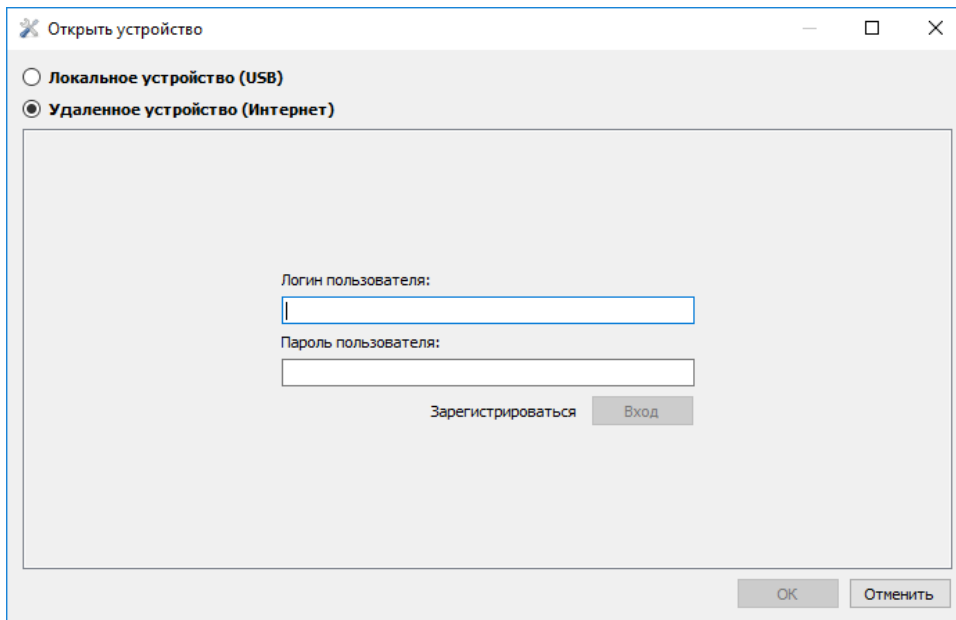 Открыть устройство
Локальное устройство (USB)
Удаленное устройство (Интернет)
Логин пользователя:
Пароль пользователя:
Зарегистрироваться Вход
OK Отменить